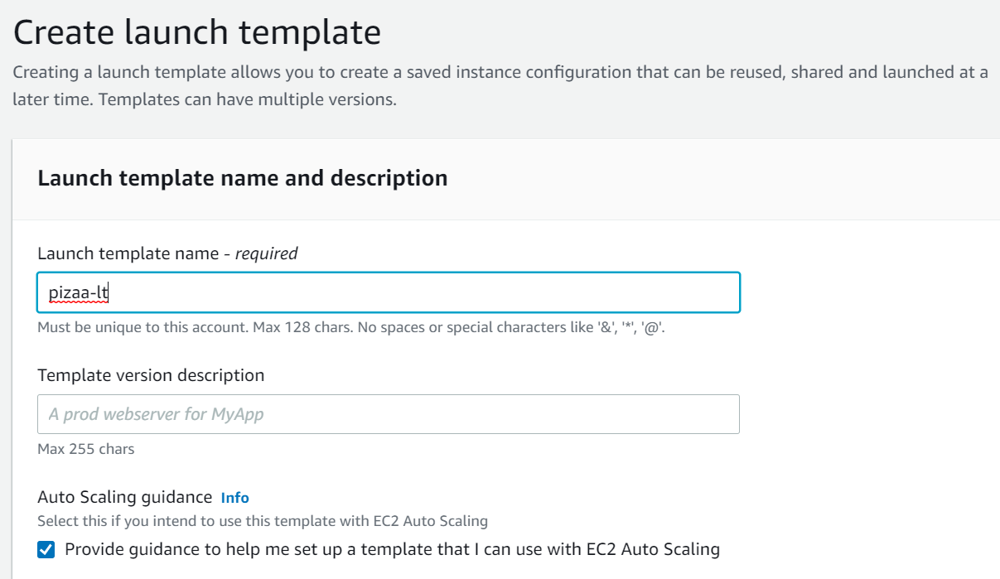 Create launch template
Creating a launch template allows you to create a saved instance configuration that can be reused, shared and launched at a
later time. Templates can have multiple versions.
Launch template name and description
Launch template name - required
pizaa-lt
Must be unique to this account. Max 128 chars. No spaces or special characters like '&', '*', '@'.
Template version description
A prod webserver for MyApp
Max 255 chars
Auto Scaling guidance Info
Select this if you intend to use this template with EC2 Auto Scaling
Provide guidance to help me set up a template that I can use with EC2 Auto Scaling